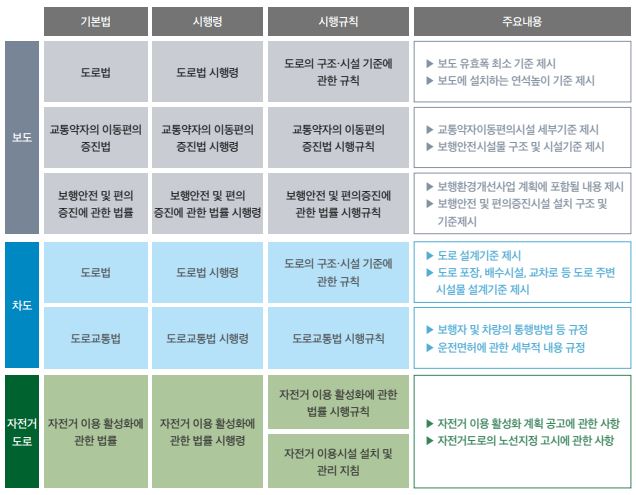 기본법
시행령
시행규칙
주요내용
보도
도로법
도로법 시행령
도로의 구조·시설 기준에
관한 규칙
▶ 보도 유효폭 최소 기준 제시
▶ 보도에 설치하는 연석높이 기준 제시
교통약자의 이동편의
증진법
교통약자의 이동편의
증진법 시행령
교통약자의 이동편의
증진법 시행규칙
▶ 교통약자이동편의시설 세부기준 제시
▶ 보행안전시설물 구조 및 시설기준 제시
보행안전 및 편의
증진에 관한 법률
보행안전 및 편의
증진에 관한 법률 시행령
보행안전 및 편의증진에
관한 법률 시행규칙
▶ 보행환경개선사업 계획에 포함될 내용 제시
▶ 보행안전 및 편의증진시설 설치 구조 및
기준제시
차도
도로법
도로법 시행령
도로의 구조·시설 기준에
관한 규칙
▶ 도로 설계기준 제시
▶ 도로 포장, 배수시설, 교차로 등 도로 주변
시설물 설계기준 제시
도로교통법
도로교통법 시행령
도로교통법 시행규칙
▶ 보행자 및 차량의 통행방법 등 규정
▶ 운전면허에 관한 세부적 내용 규정
자전거
도로
자전거 이용 활성화에
관한 법률
자전거 이용 활성화에
관한 법률 시행령
자전거 이용 활성화에 관한
법률 시행규칙
자전거 이용시설 설치 및
관리 지침
▶ 자전거 이용 활성화 계획 공고에 관한 사항
▶ 자전거도로의 노선지정 고시에 관한 사항